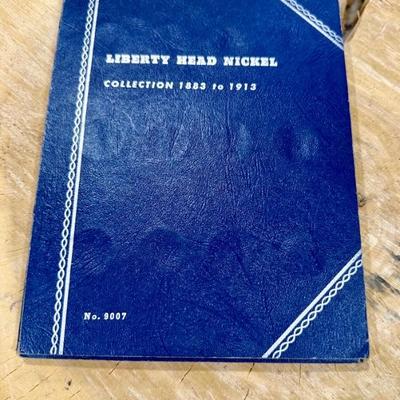 LIBERTY HEAD NICKEL
COLLECTION 1883 to 1913
No. 9007